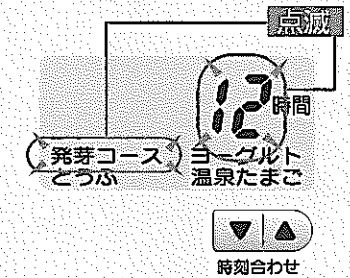 点滅
12時間
発芽コース ヨーグルト
とうふ 温泉たまご
▼ ▲
時刻合わせ